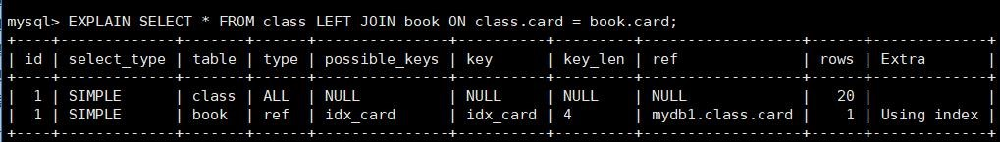 mysql> EXPLAIN SELECT * FROM class LEFT JOIN book ON class.card = book.card;
+----+-------------+-------+------+---------------+----------+---------+------------------+------+-------------+
| id | select_type | table | type | possible_keys | key      | key_len | ref              | rows | Extra       |
+----+-------------+-------+------+---------------+----------+---------+------------------+------+-------------+
|  1 | SIMPLE      | class | ALL  | NULL          | NULL     | NULL    | NULL             |   20 |             |
|  1 | SIMPLE      | book  | ref  | idx_card      | idx_card | 4       | mydb1.class.card |    1 | Using index |
+----+-------------+-------+------+---------------+----------+---------+------------------+------+-------------+